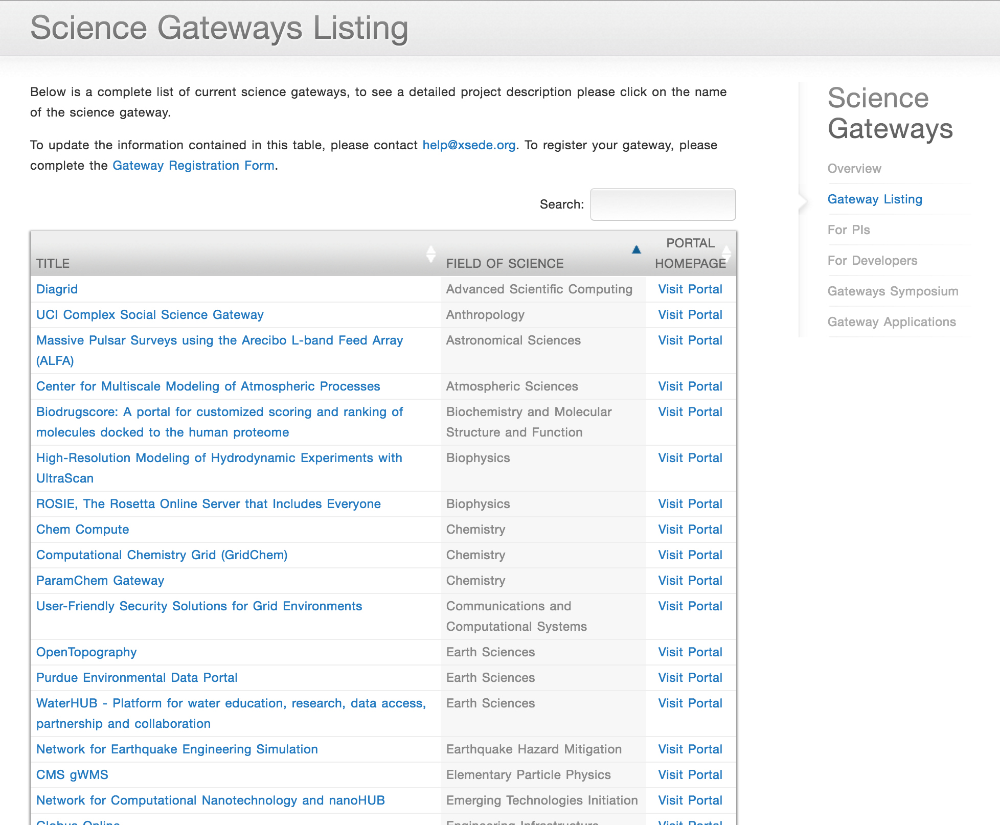 Science Gateways Listing
Below is a complete list of current science gateways, to see a detailed project description please click on the name
of the science gateway.
To update the information contained in this table, please contact help@xsede.org. To register your gateway, please
complete the Gateway Registration Form.
Search:
TITLE FIELD OF SCIENCE PORTAL
HOMEPAGE
Diagrid Advanced Scientific Computing Visit Portal
UCI Complex Social Science Gateway Anthropology Visit Portal
Massive Pulsar Surveys using the Arecibo L-band Feed Array Astronomical Sciences Visit Portal
(ALFA)
Center for Multiscale Modeling of Atmospheric Processes Atmospheric Sciences Visit Portal
Biodrugscore: A portal for customized scoring and ranking of Biochemistry and Molecular Visit Portal
molecules docked to the human proteome Structure and Function
High-Resolution Modeling of Hydrodynamic Experiments with Biophysics Visit Portal
UltraScan
ROSIE, The Rosetta Online Server that Includes Everyone Biophysics Visit Portal
Chem Compute Chemistry Visit Portal
Computational Chemistry Grid (GridChem) Chemistry Visit Portal
ParamChem Gateway Chemistry Visit Portal
User-Friendly Security Solutions for Grid Environments Communications and Visit Portal
Computational Systems
OpenTopography Earth Sciences Visit Portal
Purdue Environmental Data Portal Earth Sciences Visit Portal
WaterHUB - Platform for water education, research, data access, Earth Sciences Visit Portal
partnership and collaboration
Network for Earthquake Engineering Simulation Earthquake Hazard Mitigation Visit Portal
CMS gWMS Elementary Particle Physics Visit Portal
Network for Computational Nanotechnology and nanoHUB Emerging Technologies Initiation Visit Portal
Globus Online Engineering Infrastructure Visit Portal
Science
Gateways
Overview
Gateway Listing
For PIs
For Developers
Gateways Symposium
Gateway Applications